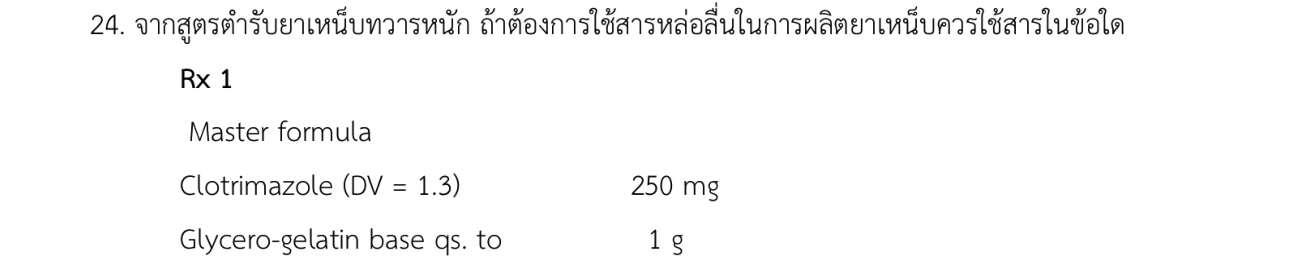 24. จากสูตรตำรับยาเหน็บทวารหนัก ถ้าต้องการใช้สารหล่อลื่นในการผลิตยาเหน็บควรใช้สารในข้อใด
Rx 1
Master formula
Clotrimazole (DV = 1.3) 250 mg
Glycero-gelatin base qs. to 1 g